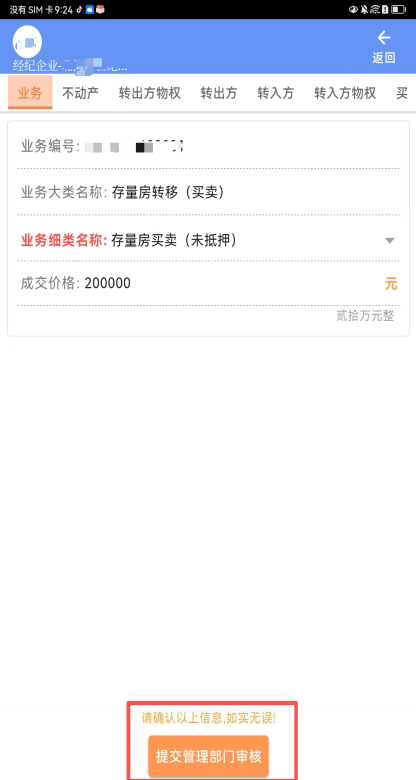 没有 SIM 卡 9:24
返回
经纪企业-
业务 不动产 转出方物权 转出方 转入方 转入方物权 买
业务编号:
业务大类名称: 存量房转移（买卖）
业务细类名称: 存量房买卖（未抵押）
成交价格: 200000 元
贰拾万元整
请确认以上信息,如实无误!
提交管理部门审核